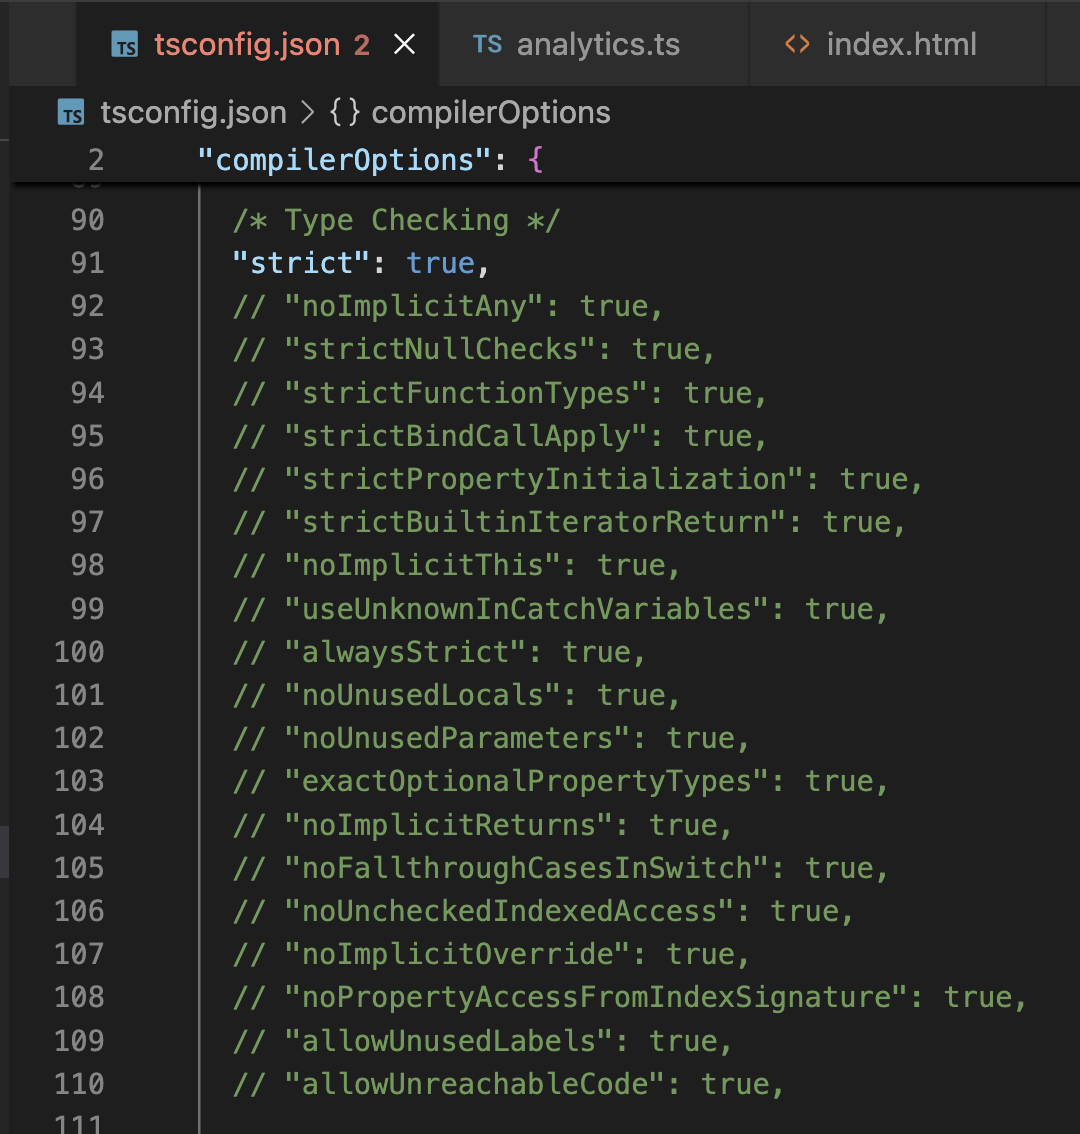 TS tsconfig.json 2 TS analytics.ts <> index.html
TS tsconfig.json > {} compilerOptions
2 "compilerOptions": {
90 /* Type Checking */
91 "strict": true,
92 // "noImplicitAny": true,
93 // "strictNullChecks": true,
94 // "strictFunctionTypes": true,
95 // "strictBindCallApply": true,
96 // "strictPropertyInitialization": true,
97 // "strictBuiltinIteratorReturn": true,
98 // "noImplicitThis": true,
99 // "useUnknownInCatchVariables": true,
100 // "alwaysStrict": true,
101 // "noUnusedLocals": true,
102 // "noUnusedParameters": true,
103 // "exactOptionalPropertyTypes": true,
104 // "noImplicitReturns": true,
105 // "noFallthroughCasesInSwitch": true,
106 // "noUncheckedIndexedAccess": true,
107 // "noImplicitOverride": true,
108 // "noPropertyAccessFromIndexSignature": true,
109 // "allowUnusedLabels": true,
110 // "allowUnreachableCode": true,
111